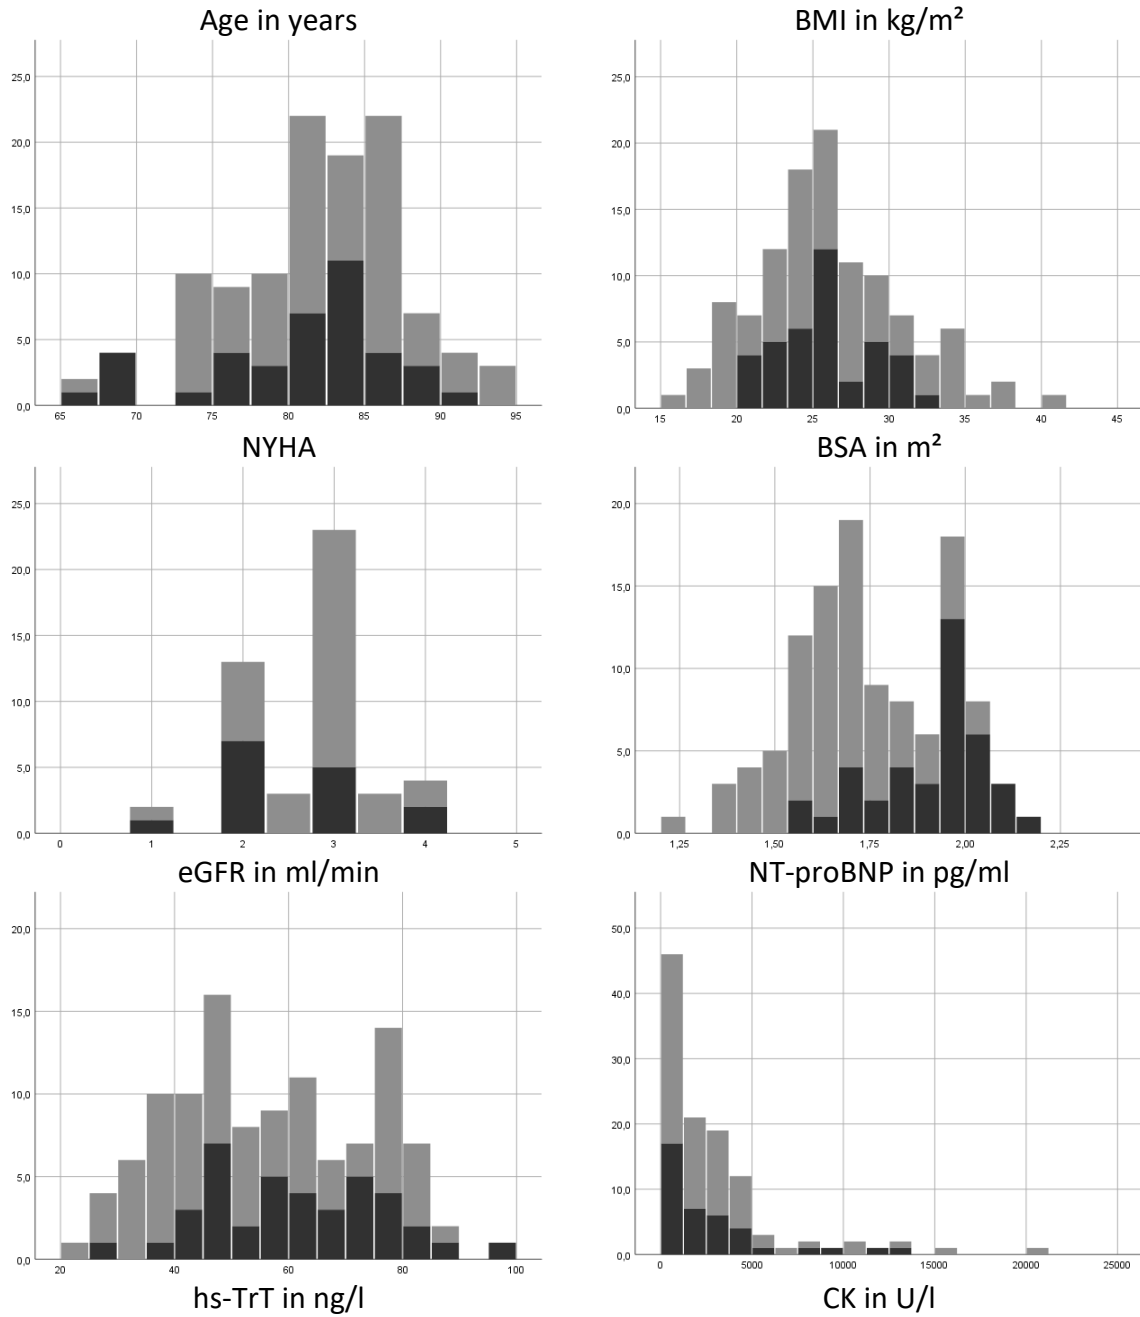 Age in years
BMI in kg/m²
25,0
20,0
15,0
10,0
5,0
0,0
65 70 75 80 85 90 95
25,0
20,0
15,0
10,0
5,0
0,0
15 20 25 30 35 40 45
NYHA
BSA in m²
25,0
20,0
15,0
10,0
5,0
0,0
0 1 2 3 4 5
20,0
15,0
10,0
5,0
0,0
1,25 1,50 1,75 2,00 2,25
eGFR in ml/min
NT-proBNP in pg/ml
20,0
15,0
10,0
5,0
0,0
20 40 60 80 100
50,0
40,0
30,0
20,0
10,0
0,0
0 5000 10000 15000 20000 25000
hs-TrT in ng/l
CK in U/l